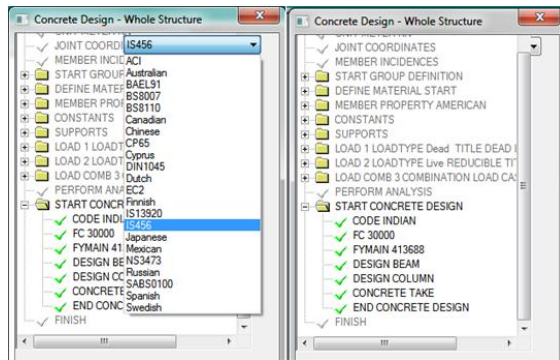 Concrete Design - Whole Structure
JOINT COORDI
IS456
MEMBER INCID
START GROUP
DEFINE MATER
MEMBER PROP
CONSTANTS
SUPPORTS
LOAD 1 LOADT
LOAD 2 LOADT
LOAD COMB 3
PERFORM ANA
START CONCR
CODE INDI
FC 30000
FYMAIN 41
DESIGN BE
DESIGN CO
CONCRETE
END CONC
FINISH
ACI
Australian
BAEL91
BS8007
BS8110
Canadian
Chinese
CP65
Cyprus
DIN1045
Dutch
EC2
Finnish
IS13920
IS456
Japanese
Mexican
NS3473
Russian
SABS0100
Spanish
Swedish
Concrete Design - Whole Structure
JOINT COORDINATES
MEMBER INCIDENCES
START GROUP DEFINITION
DEFINE MATERIAL START
MEMBER PROPERTY AMERICAN
CONSTANTS
SUPPORTS
LOAD 1 LOADTYPE Dead TITLE DEAD
LOAD 2 LOADTYPE Live REDUCIBLE TI
LOAD COMB 3 COMBINATION LOAD CA
PERFORM ANALYSIS
START CONCRETE DESIGN
CODE INDIAN
FC 30000
FYMAIN 413688
DESIGN BEAM
DESIGN COLUMN
CONCRETE TAKE
END CONCRETE DESIGN
FINISH